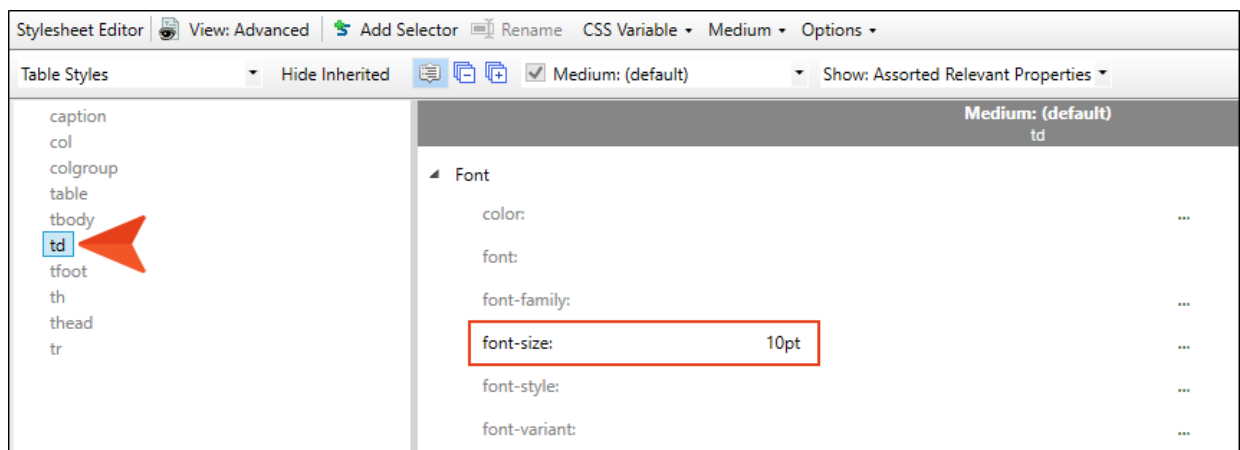 Stylesheet Editor View: Advanced Add Selector Rename CSS Variable Medium Options
Table Styles Hide Inherited Medium: (default) Show: Assorted Relevant Properties
caption
col
colgroup
table
tbody
td
tfoot
th
thead
tr
Medium: (default)
td
Font
color: ...
font:
font-family: ...
font-size: 10pt ...
font-style: ...
font-variant: ...